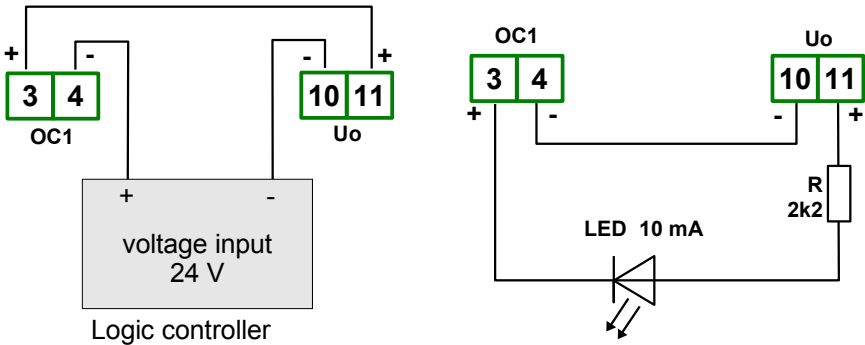 + - - +
3 4 10 11
OC1 Uo
+ -
voltage input
24 V
Logic controller
OC1 Uo
3 4 10 11
+ - - +
R
2k2
LED 10 mA